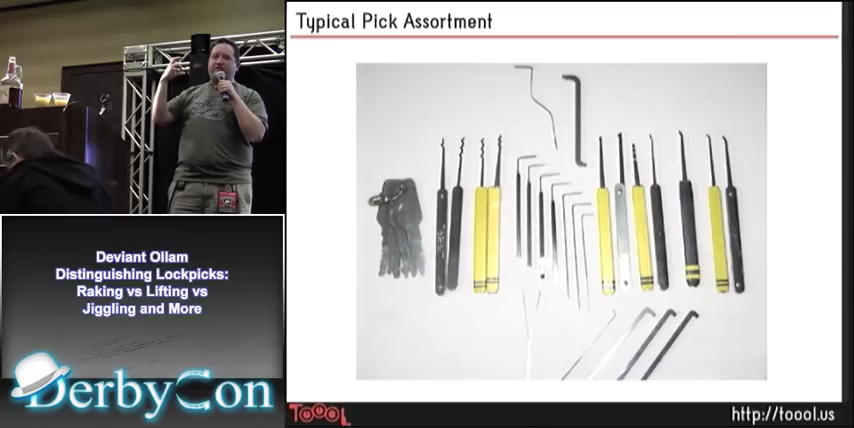 Typical Pick Assortment
Deviant Ollam
Distinguishing Lockpicks:
Raking vs Lifting vs
Jiggling and More
DerbyCon
TOOOL
http://toool.us